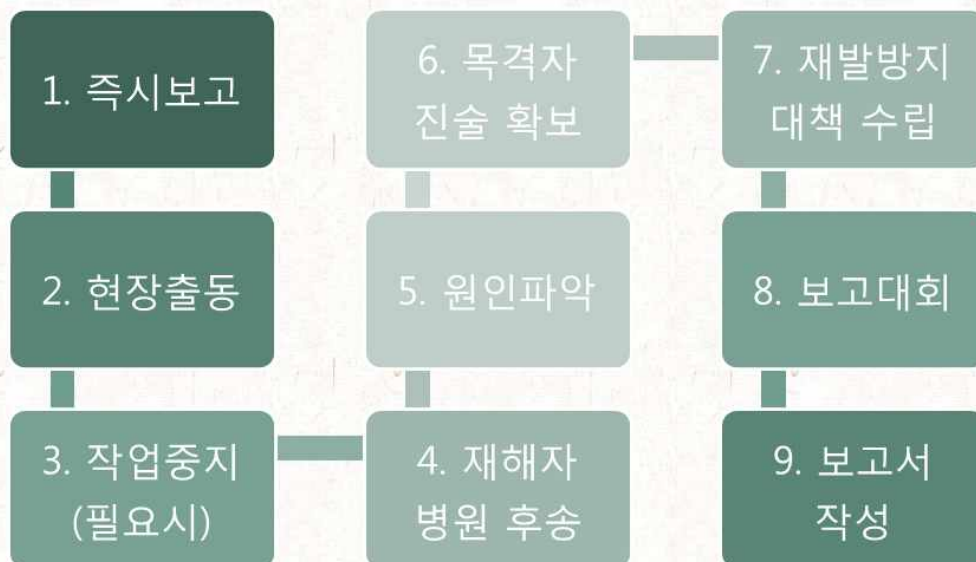 1. 즉시보고
2. 현장출동
3. 작업중지
(필요시)
4. 재해자
병원 후송
5. 원인파악
6. 목격자
진술 확보
7. 재발방지
대책 수립
8. 보고대회
9. 보고서
작성